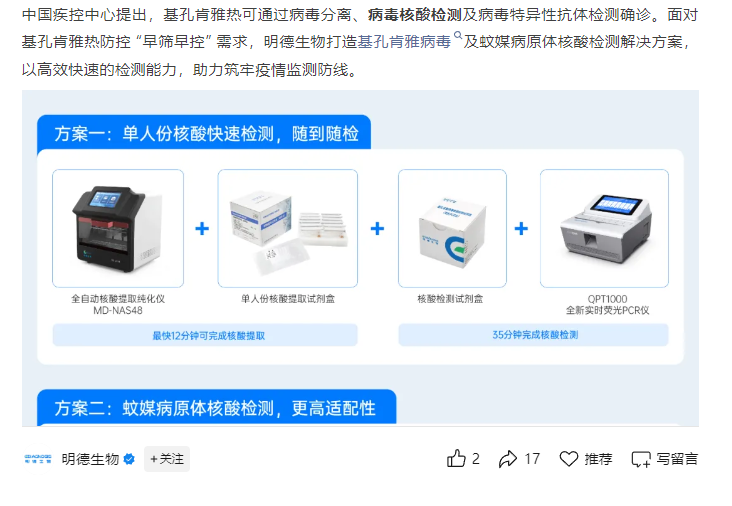 中国疾控中心提出，基孔肯雅热可通过病毒分离、病毒核酸检测及病毒特异性抗体检测确诊。面对
基孔肯雅热防控“早筛早控”需求，明德生物打造基孔肯雅病毒及蚊媒病原体核酸检测解决方案，
以高效快速的检测能力，助力筑牢疫情监测防线。
方案一：单人份核酸快速检测，随到随检
+
+
+
全自动核酸提取纯化仪
MD-NAS48
单人份核酸提取试剂盒
核酸检测试剂盒
QPT1000
全新实时荧光PCR仪
最快12分钟可完成核酸提取
35分钟完成核酸检测
方案二：蚊媒病原体核酸检测，更高适配性
明德生物
+关注
2
17
推荐
写留言